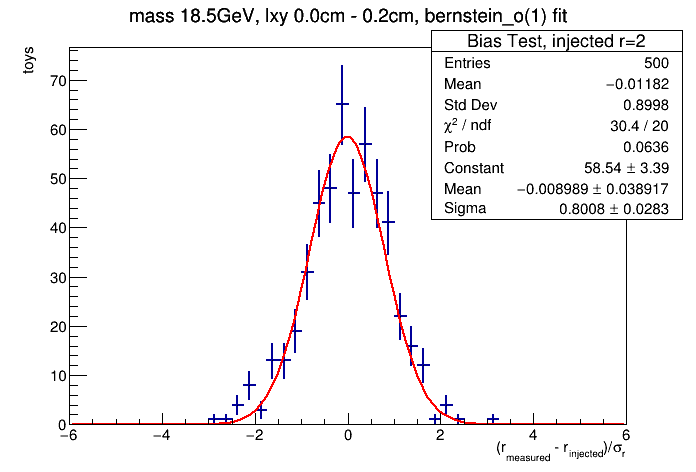 mass 18.5GeV, lxy 0.0cm - 0.2cm, bernstein_o(1) fit
toys
Bias Test, injected r=2
Entries 500
Mean −0.01182
Std Dev 0.8998
χ² / ndf 30.4 / 20
Prob 0.0636
Constant 58.54 ± 3.39
Mean −0.008989 ± 0.038917
Sigma 0.8008 ± 0.0283
70
60
50
40
30
20
10
0
−6 −4 −2 0 2 4 6
(r_measured - r_injected)/σ_r